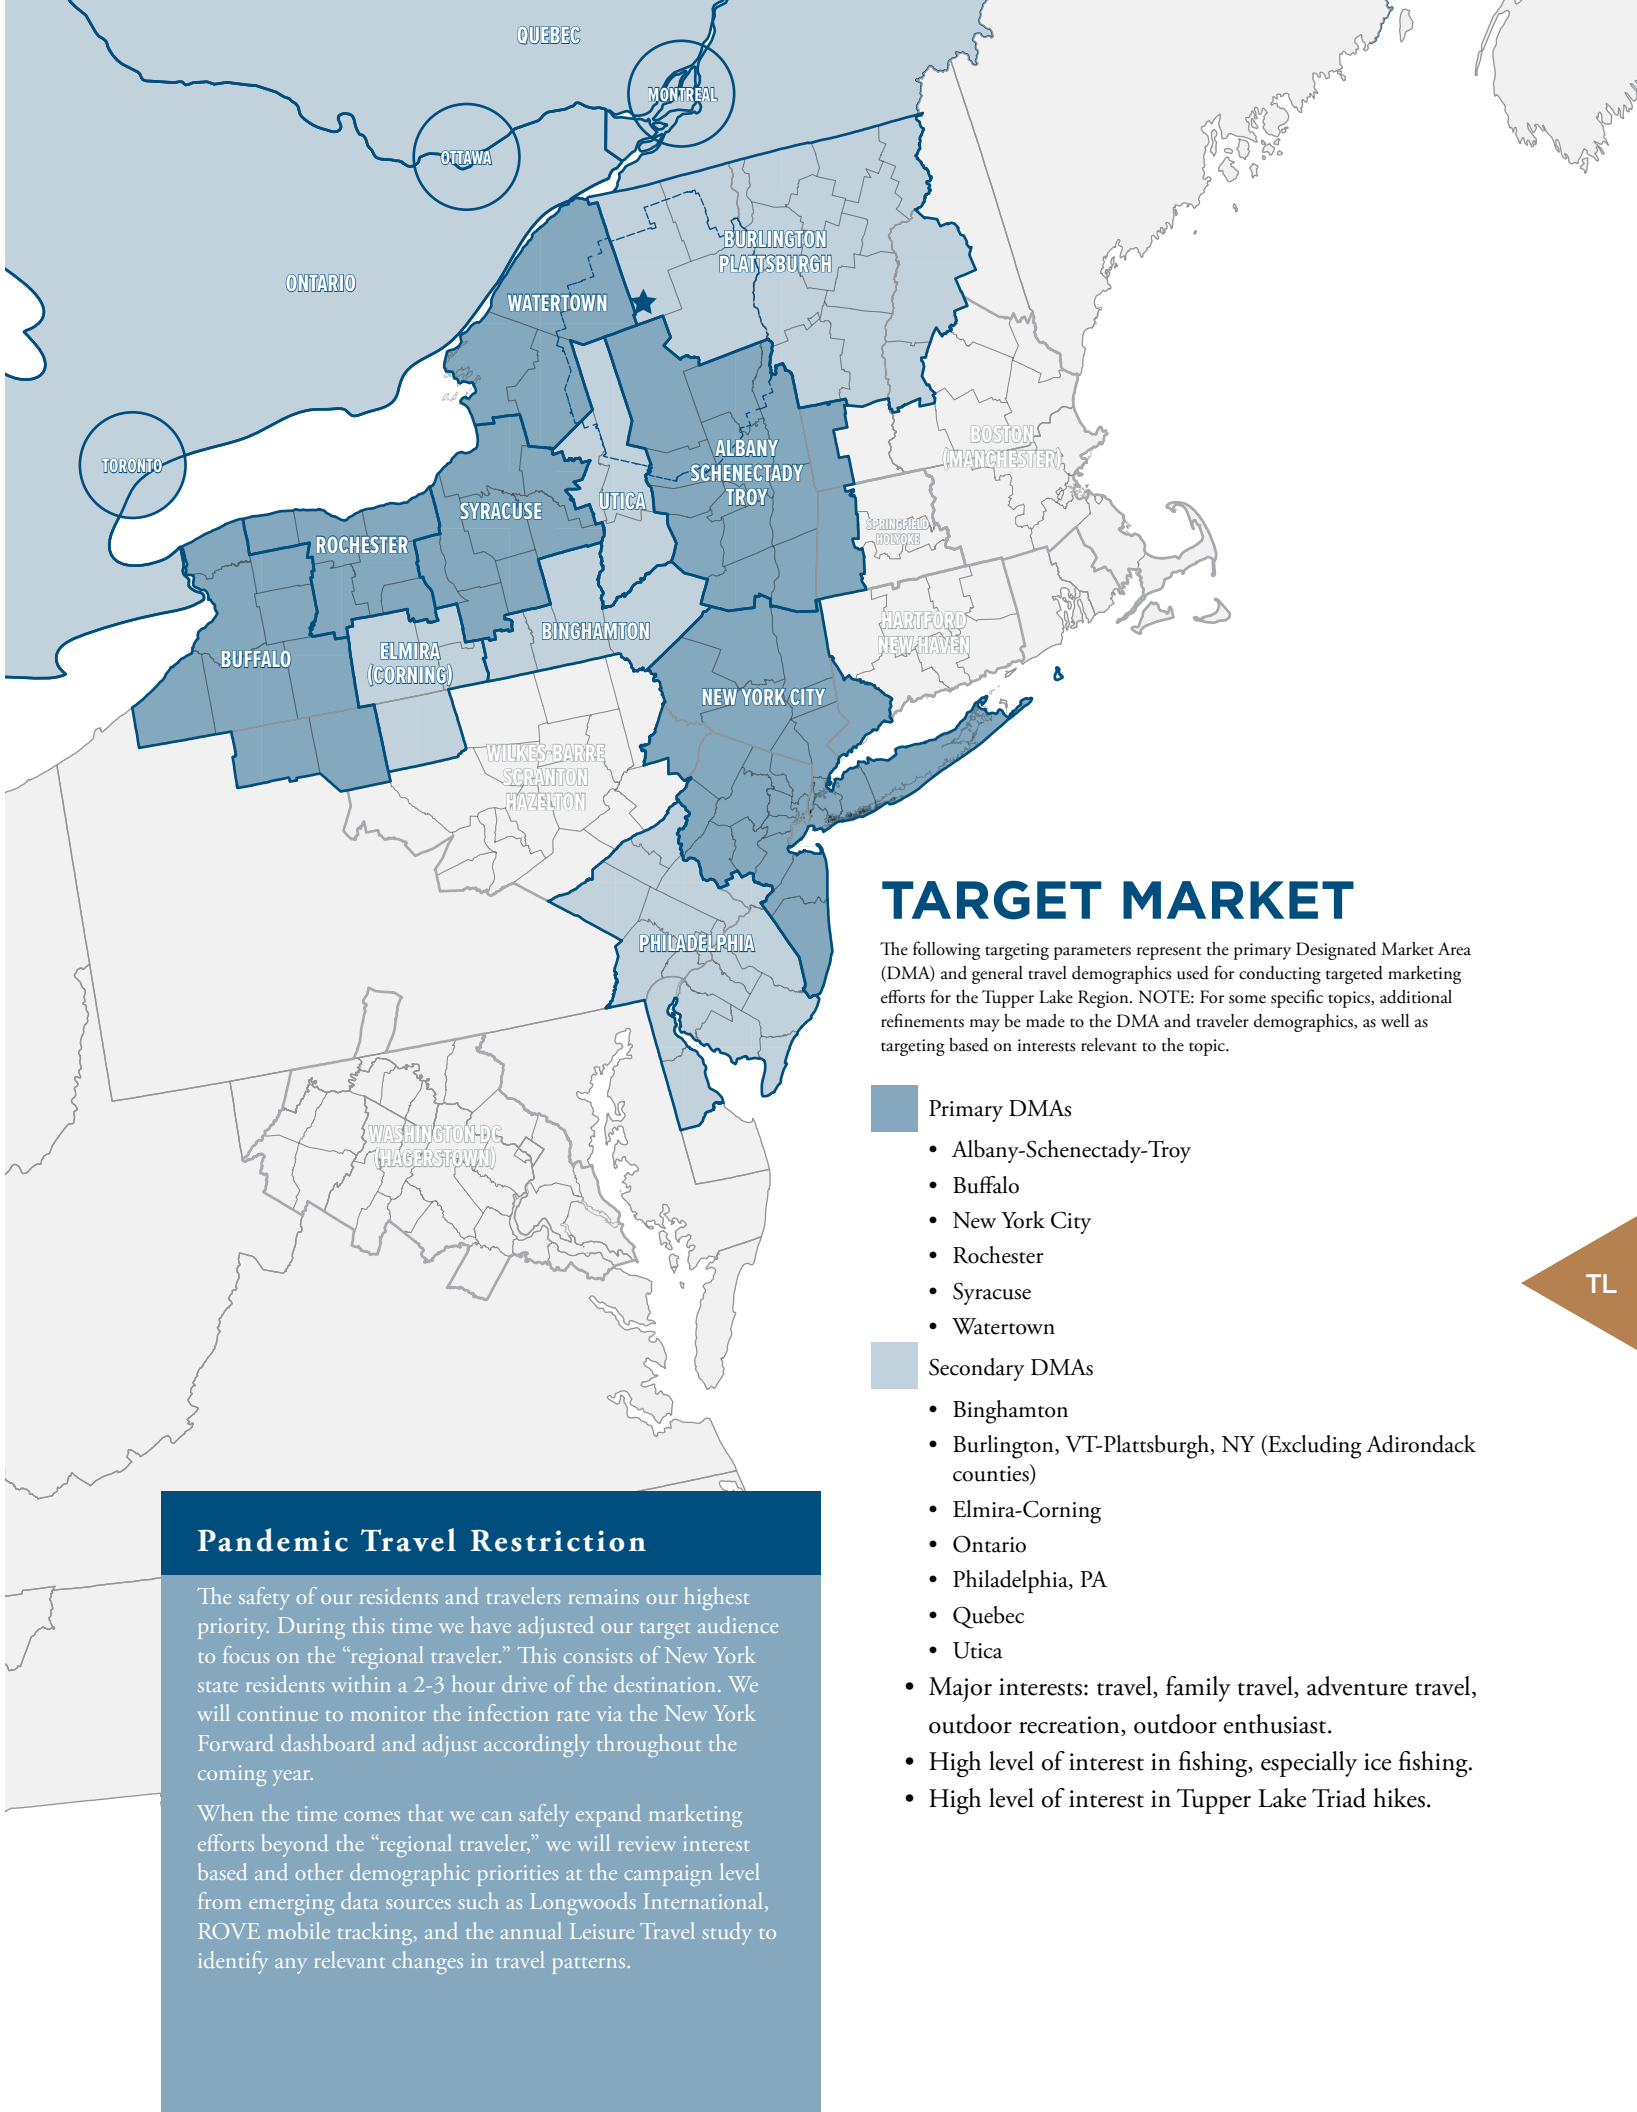 QUEBEC
MONTREAL
OTTAWA
BURLINGTON
PLATTSBURGH
ONTARIO
WATERTOWN
TORONTO
ALBANY
SCHENECTADY
TROY
BOSTON
(MANCHESTER)
UTICA
SYRACUSE
SPRINGFIELD
HOLYOKE
ROCHESTER
HARTFORD
NEW HAVEN
BINGHAMTON
ELMIRA
(CORNING)
BUFFALO
NEW YORK CITY
WILKES-BARRE
SCRANTON
HAZELTON
PHILADELPHIA
WASHINGTON DC
(HAGERSTOWN)
TARGET MARKET
The following targeting parameters represent the primary Designated Market Area
(DMA) and general travel demographics used for conducting targeted marketing
efforts for the Tupper Lake Region. NOTE: For some specific topics, additional
refinements may be made to the DMA and traveler demographics, as well as
targeting based on interests relevant to the topic.
Primary DMAs
• Albany-Schenectady-Troy
• Buffalo
• New York City
• Rochester
• Syracuse
• Watertown
Secondary DMAs
• Binghamton
• Burlington, VT-Plattsburgh, NY (Excluding Adirondack
counties)
• Elmira-Corning
• Ontario
• Philadelphia, PA
• Quebec
• Utica
• Major interests: travel, family travel, adventure travel,
outdoor recreation, outdoor enthusiast.
• High level of interest in fishing, especially ice fishing.
• High level of interest in Tupper Lake Triad hikes.
TL
Pandemic Travel Restriction
The safety of our residents and travelers remains our highest
priority. During this time we have adjusted our target audience
to focus on the “regional traveler.” This consists of New York
state residents within a 2-3 hour drive of the destination. We
will continue to monitor the infection rate via the New York
Forward dashboard and adjust accordingly throughout the
coming year.
When the time comes that we can safely expand marketing
efforts beyond the “regional traveler,” we will review interest
based and other demographic priorities at the campaign level
from emerging data sources such as Longwoods International,
ROVE mobile tracking, and the annual Leisure Travel study to
identify any relevant changes in travel patterns.